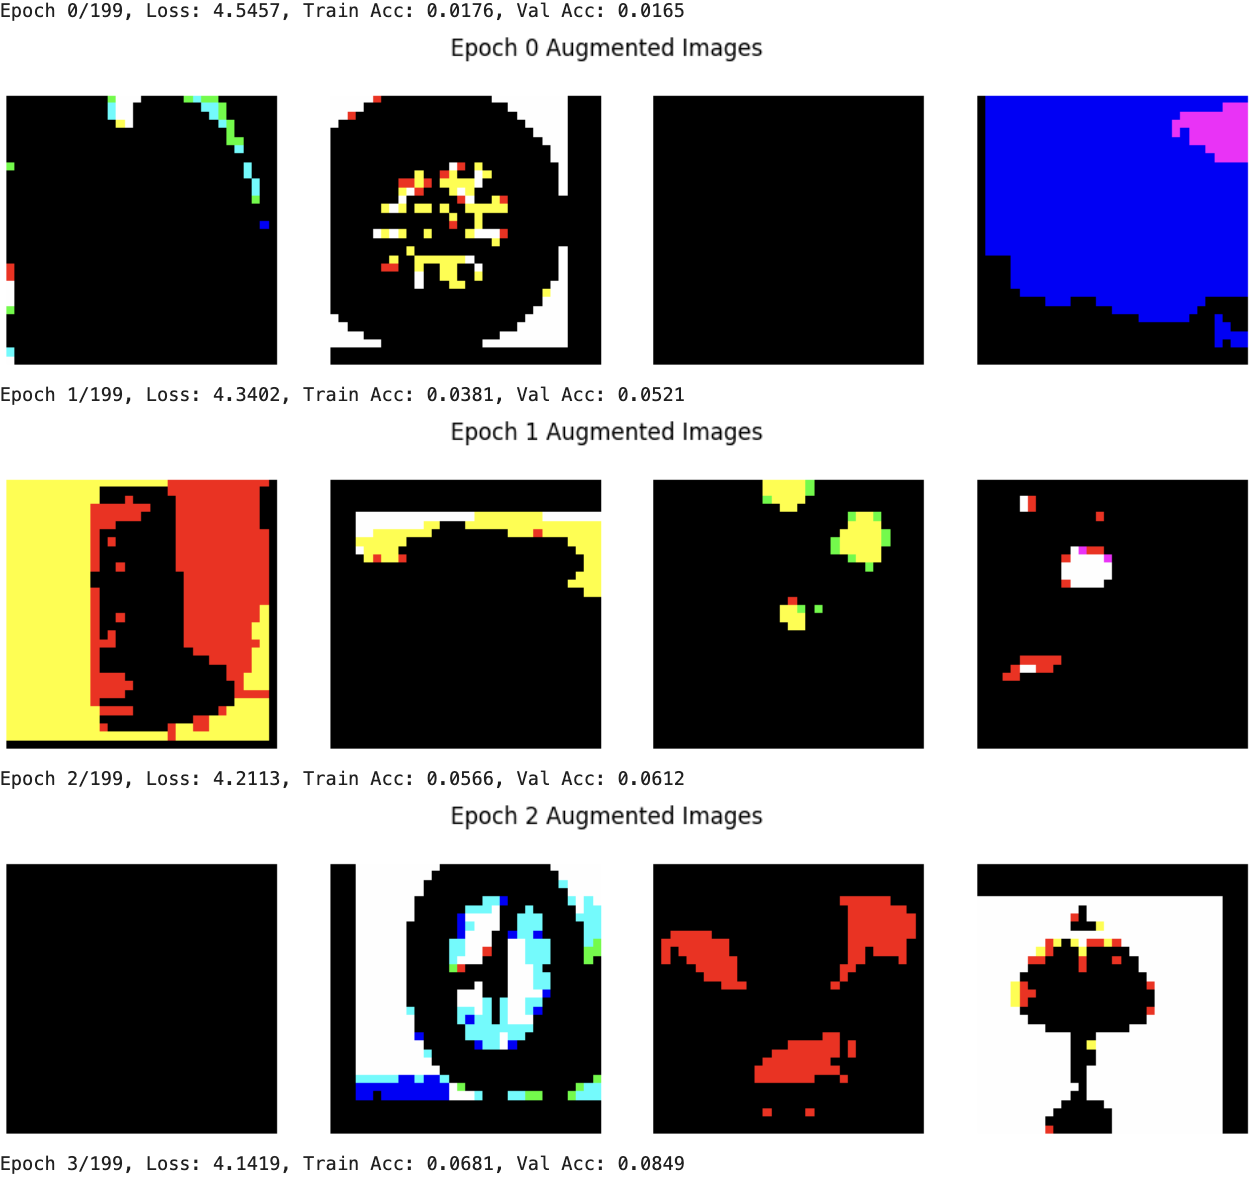 Epoch 0/199, Loss: 4.5457, Train Acc: 0.0176, Val Acc: 0.0165
Epoch 0 Augmented Images
Epoch 1/199, Loss: 4.3402, Train Acc: 0.0381, Val Acc: 0.0521
Epoch 1 Augmented Images
Epoch 2/199, Loss: 4.2113, Train Acc: 0.0566, Val Acc: 0.0612
Epoch 2 Augmented Images
Epoch 3/199, Loss: 4.1419, Train Acc: 0.0681, Val Acc: 0.0849